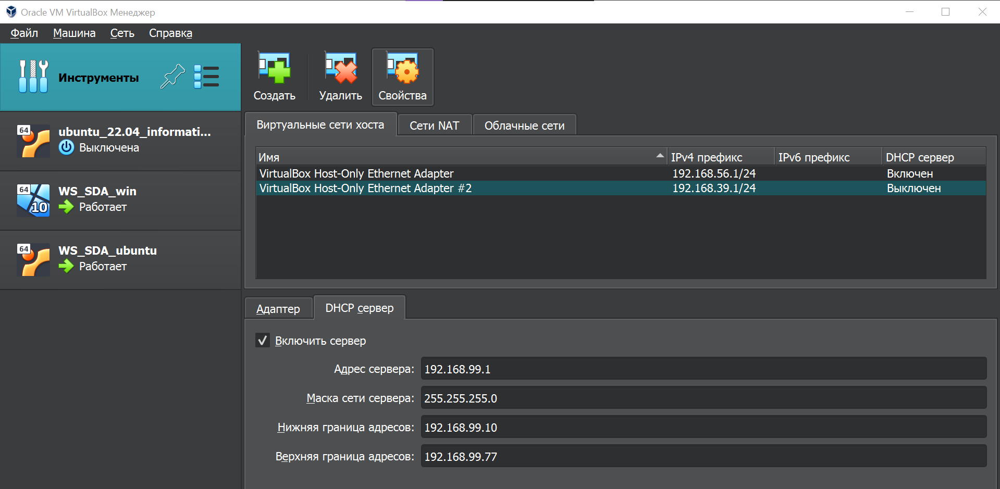 Oracle VM VirtualBox Менеджер
Файл Машина Сеть Справка
Инструменты
Создать Удалить Свойства
64 ubuntu_22.04_informati...
Выключена
64 10 WS_SDA_win
Работает
64 WS_SDA_ubuntu
Работает
Виртуальные сети хоста Сети NAT Облачные сети
Имя IPv4 префикс IPv6 префикс DHCP сервер
VirtualBox Host-Only Ethernet Adapter 192.168.56.1/24 Включен
VirtualBox Host-Only Ethernet Adapter #2 192.168.39.1/24 Выключен
Адаптер DHCP сервер
Включить сервер
Адрес сервера: 192.168.99.1
Маска сети сервера: 255.255.255.0
Нижняя граница адресов: 192.168.99.10
Верхняя граница адресов: 192.168.99.77